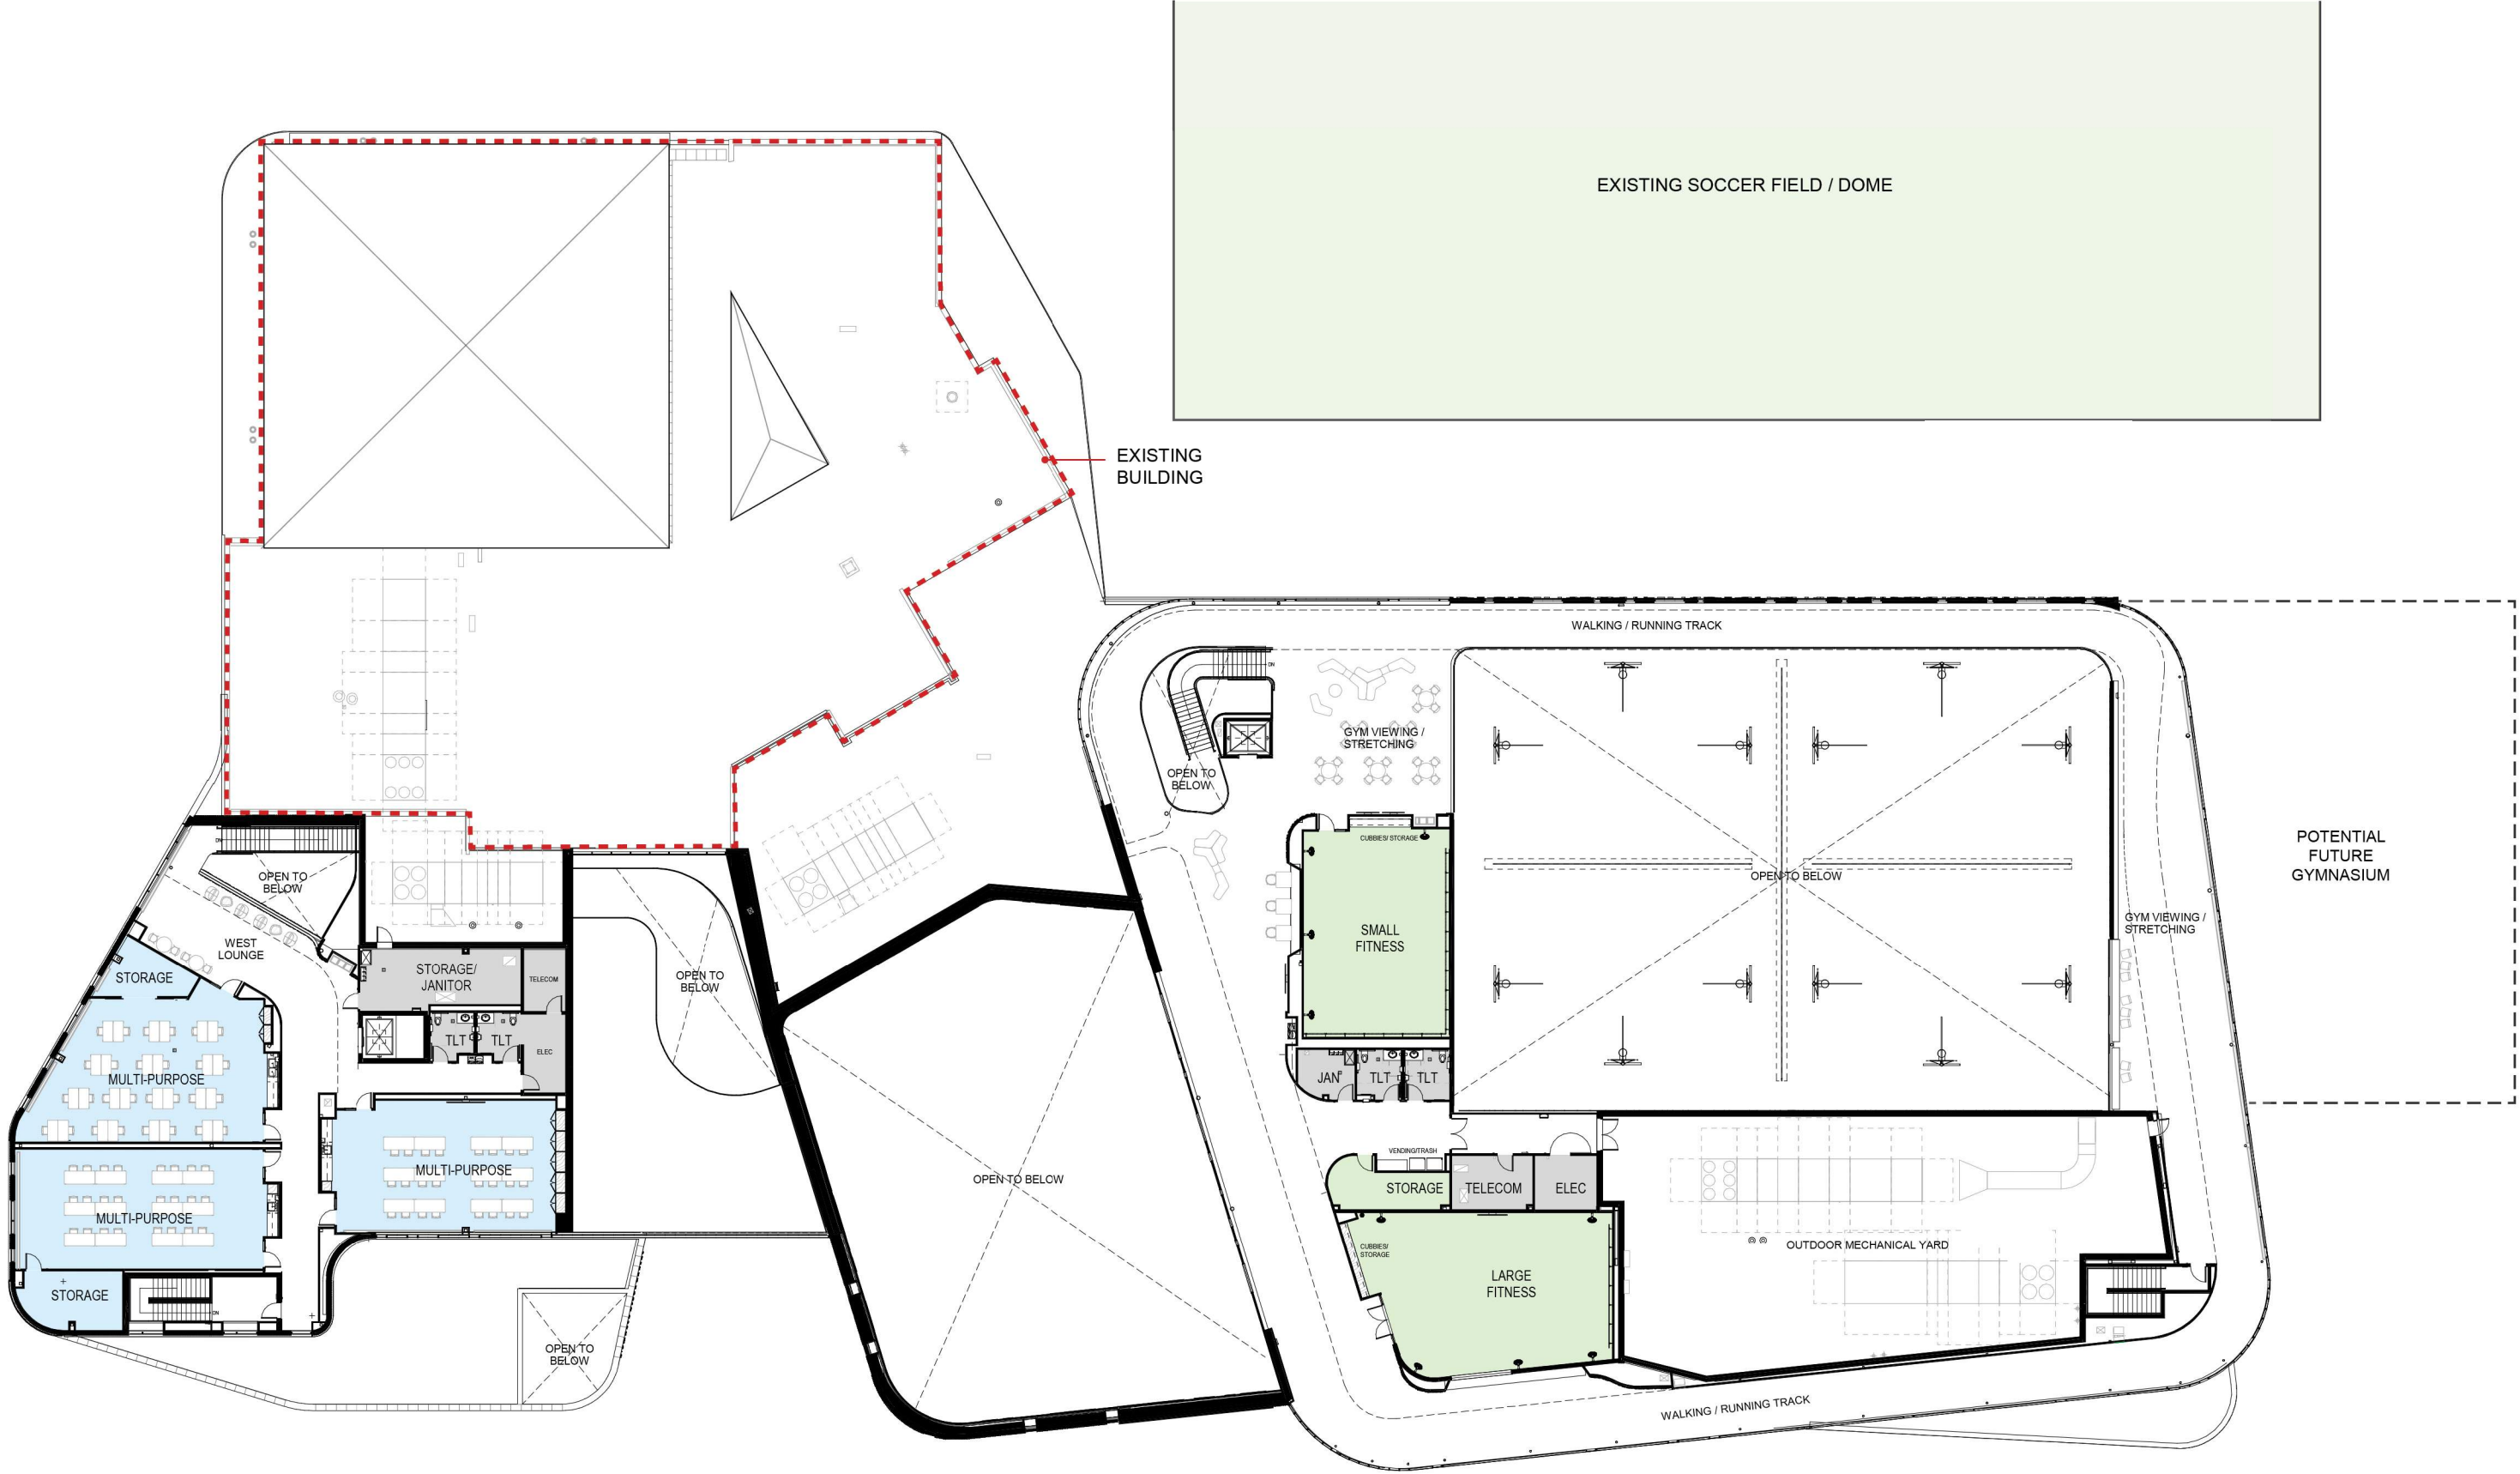 EXISTING SOCCER FIELD / DOME
EXISTING
BUILDING
WALKING / RUNNING TRACK
DN
GYM VIEWING /
STRETCHING
OPEN TO
BELOW
CUBBIES/ STORAGE
POTENTIAL
FUTURE
GYMNASIUM
OPEN TO BELOW
GYM VIEWING /
STRETCHING
SMALL
FITNESS
DN
OPEN TO
BELOW
WEST
LOUNGE
STORAGE
STORAGE/
JANITOR
TELECOM
OPEN TO
BELOW
TLT
TLT
ELEC
MULTI-PURPOSE
JAN
TLT
TLT
MULTI-PURPOSE
OPEN TO BELOW
VENDING/TRASH
STORAGE
TELECOM
ELEC
MULTI-PURPOSE
OUTDOOR MECHANICAL YARD
CUBBIES/
STORAGE
LARGE
FITNESS
STORAGE
DN
OPEN TO
BELOW
WALKING / RUNNING TRACK